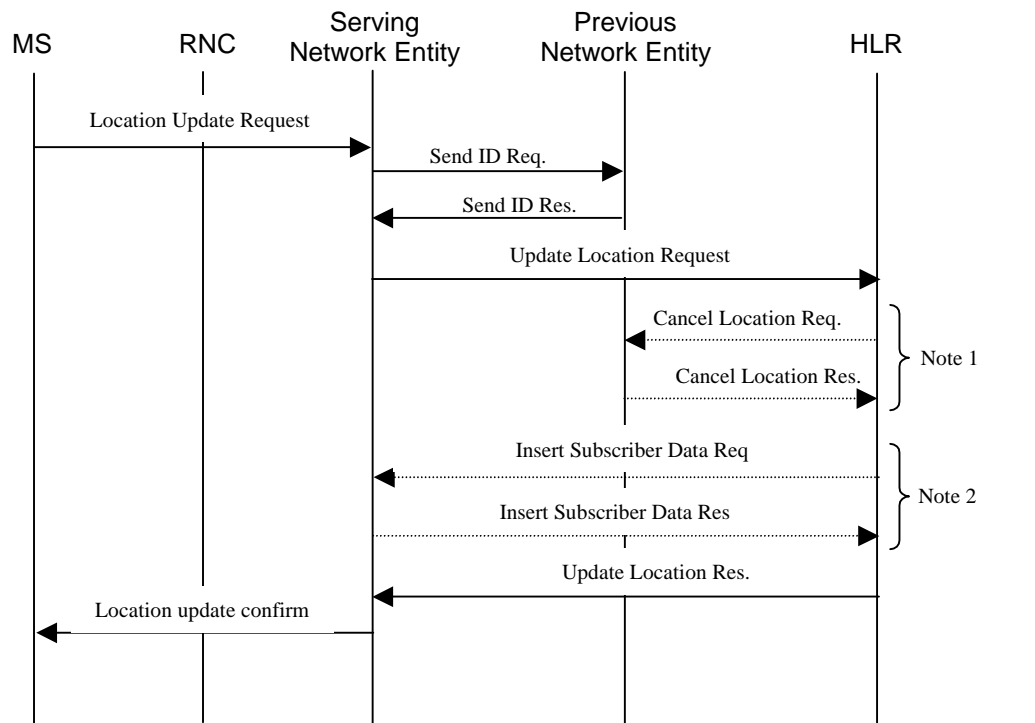 MS
RNC
Serving
Network Entity
Previous
Network Entity
HLR
Location Update Request
Send ID Req.
Send ID Res.
Update Location Request
Cancel Location Req.
Note 1
Cancel Location Res.
Insert Subscriber Data Req
Note 2
Insert Subscriber Data Res
Update Location Res.
Location update confirm